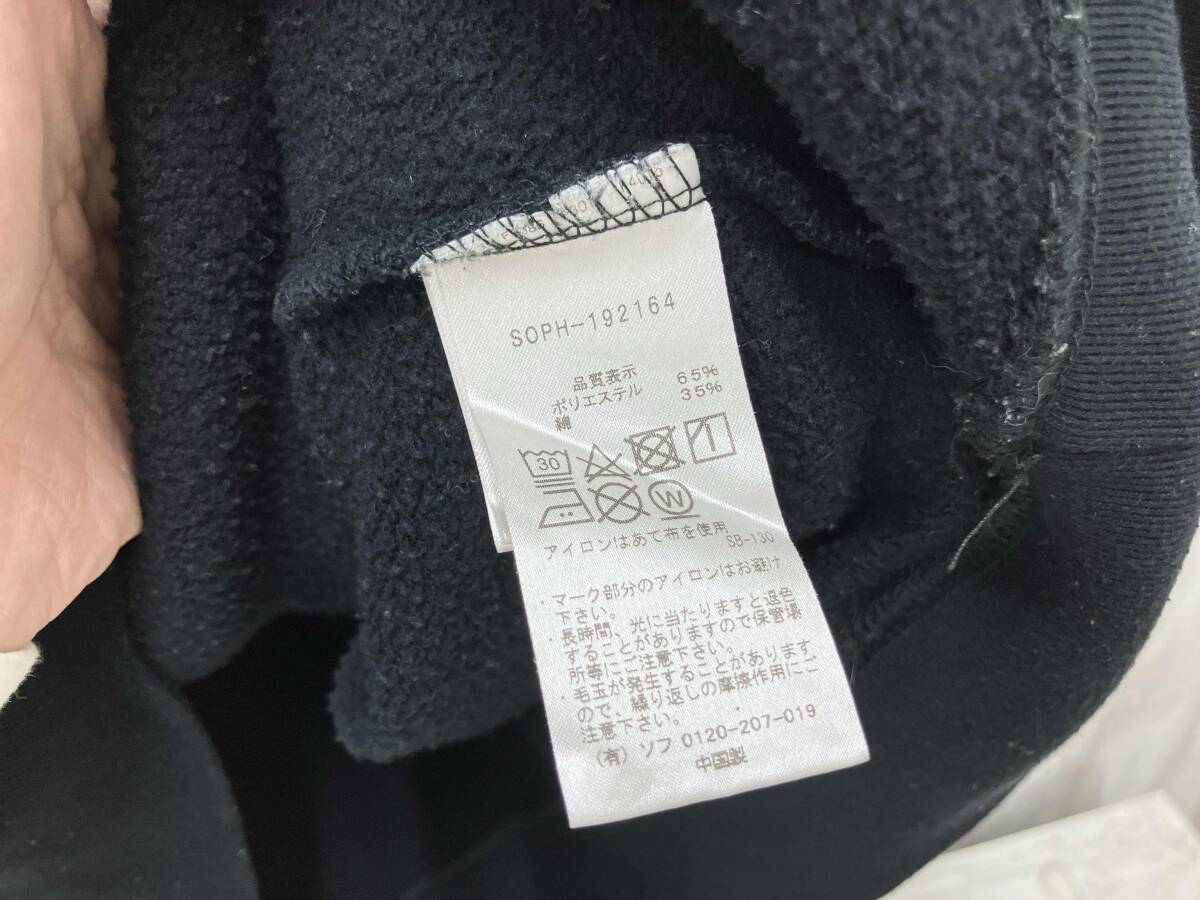 SOPH-192164
品質表示
ポリエステル 65%
綿 35%
30
W
アイロンはあて布を使用
SB-130
・マーク部分のアイロンはお避け
下さい。
・長時間、光に当たりますと退色
することがありますので保管場
所等にご注意下さい。
・毛玉が発生することがあります
ので、繰り返しの摩擦作用にご
注意下さい。
(有) ソフ 0120-207-019
中国製